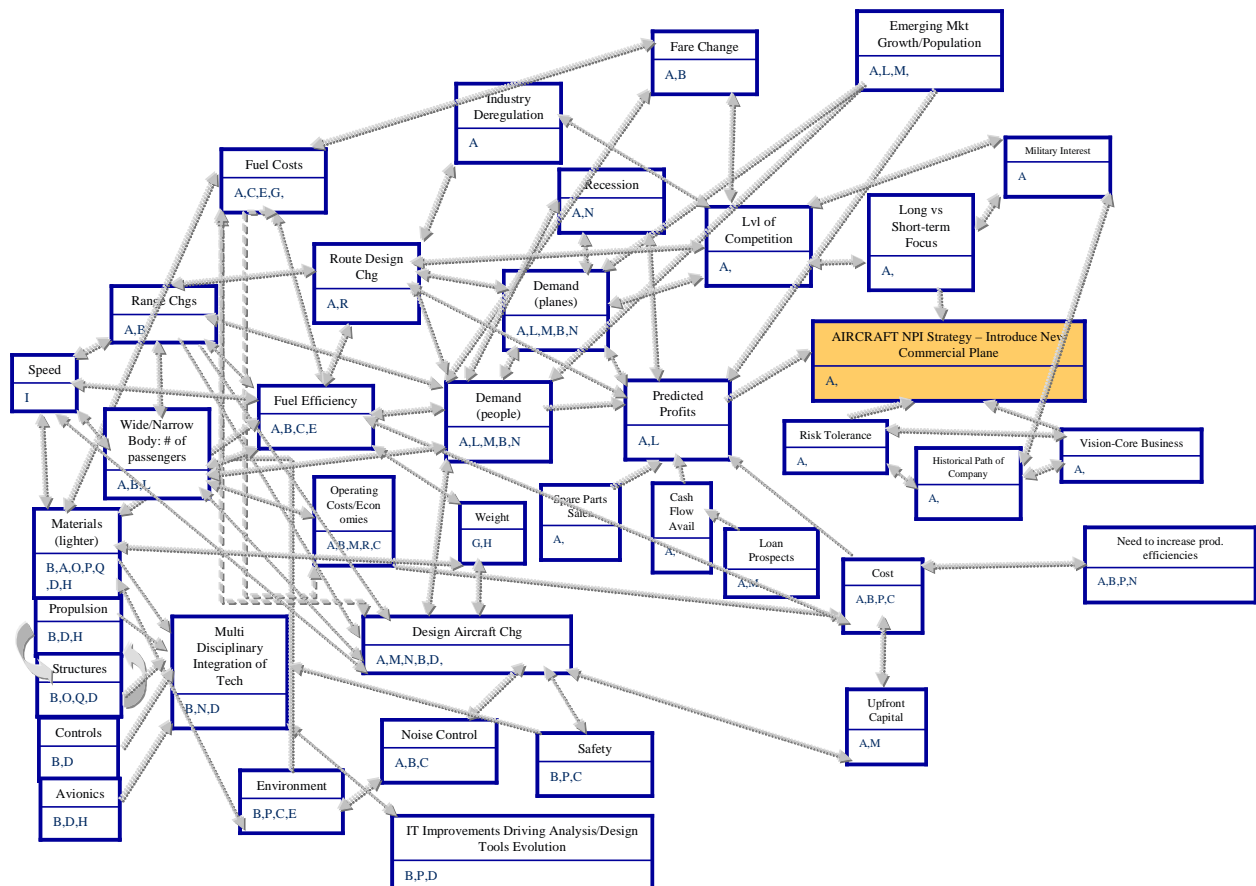 Emerging Mkt
Growth/Population
A,L,M,
Fare Change
A,B
Industry
Deregulation
A
Military Interest
A
Fuel Costs
A,C,E,G,
Recession
A,N
Long vs
Short-term
Focus
A,
Lvl of
Competition
A,
Route Design
Chg
A,R
Demand
(planes)
A,L,M,B,N
Range Chgs
A,B
AIRCRAFT NPI Strategy – Introduce New
Commercial Plane
A,
Speed
I
Fuel Efficiency
A,B,C,E
Demand
(people)
A,L,M,B,N
Predicted
Profits
A,L
Wide/Narrow
Body: # of
passengers
A,B,L
Risk Tolerance
A,
Vision-Core Business
A,
Historical Path of
Company
A,
Operating
Costs/Econ
omies
A,B,M,R,C
Weight
G,H
Spare Parts
Sales
A,
Cash
Flow
Avail
A,
Loan
Prospects
A,M
Materials
(lighter)
B,A,O,P,Q
,D,H
Need to increase prod.
efficiencies
A,B,P,N
Cost
A,B,P,C
Propulsion
B,D,H
Multi
Disciplinary
Integration of
Tech
B,N,D
Design Aircraft Chg
A,M,N,B,D,
Structures
B,O,Q,D
Upfront
Capital
A,M
Controls
B,D
Noise Control
A,B,C
Safety
B,P,C
Avionics
B,D,H
Environment
B,P,C,E
IT Improvements Driving Analysis/Design
Tools Evolution
B,P,D